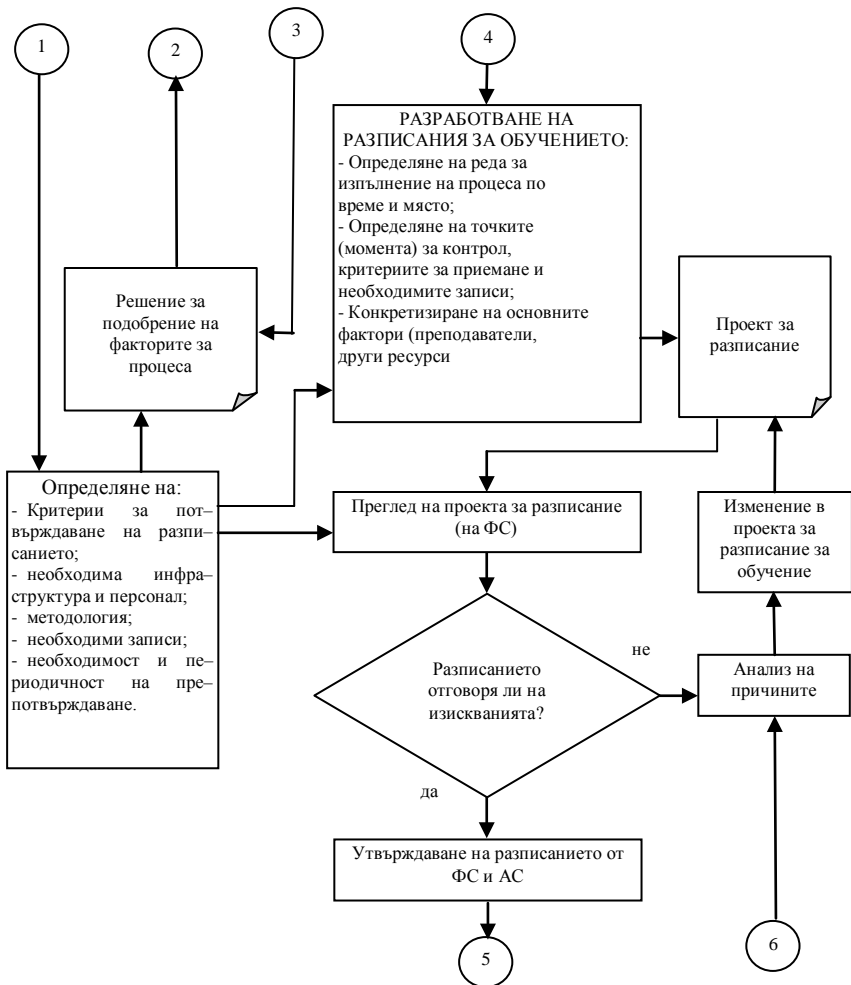 1
2
3
4
РАЗРАБОТВАНЕ НА
РАЗПИСАНИЯ ЗА ОБУЧЕНИЕТО:
- Определяне на реда за
изпълнение на процеса по
време и място;
- Определяне на точките
(момента) за контрол,
критериите за приемане и
необходимите записи;
- Конкретизиране на основните
фактори (преподаватели,
други ресурси
Решение за
подобрение на
факторите за
процеса
Проект за
разписание
Определяне на:
- Критерии за пот–
върждаване на разпи–
санието;
- необходима инфра–
структура и персонал;
- методология;
- необходими записи;
- необходимост и пе–
риодичност на пре–
потвърждаване.
Преглед на проекта за разписание
(на ФС)
Изменение в
проекта за
разписание за
обучение
Разписанието
отговоря ли на
изискванията?
не
Анализ на
причините
да
Утвърждаване на разписанието от
ФС и АС
5
6